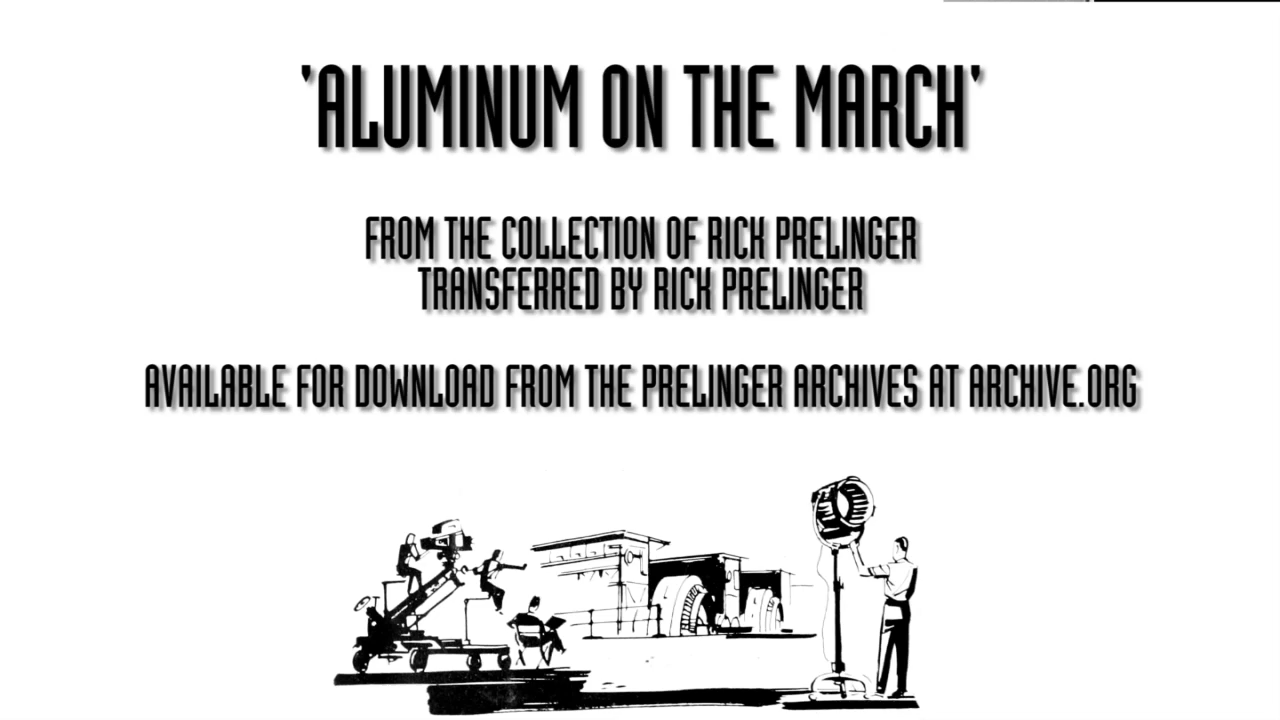 'ALUMINUM ON THE MARCH'
FROM THE COLLECTION OF RICK PRELINGER
TRANSFERRED BY RICK PRELINGER
AVAILABLE FOR DOWNLOAD FROM THE PRELINGER ARCHIVES AT ARCHIVE.ORG